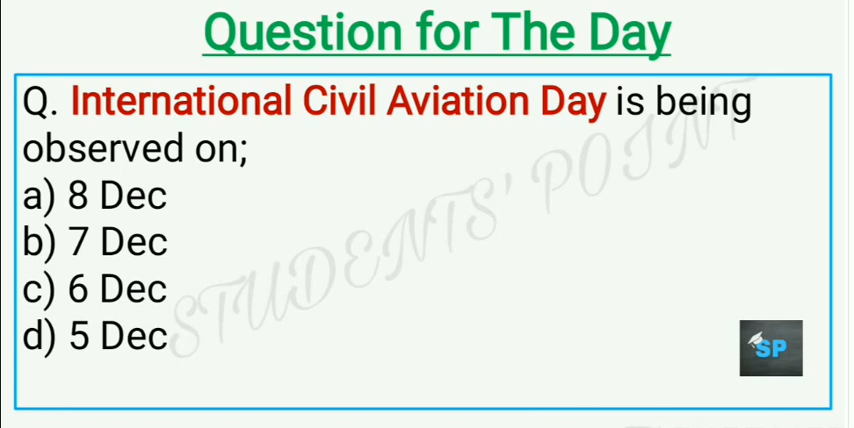 Question for The Day
Q. International Civil Aviation Day is being
observed on;
a) 8 Dec
b) 7 Dec
c) 6 Dec
d) 5 Dec
STUDENTS' POINT
SP